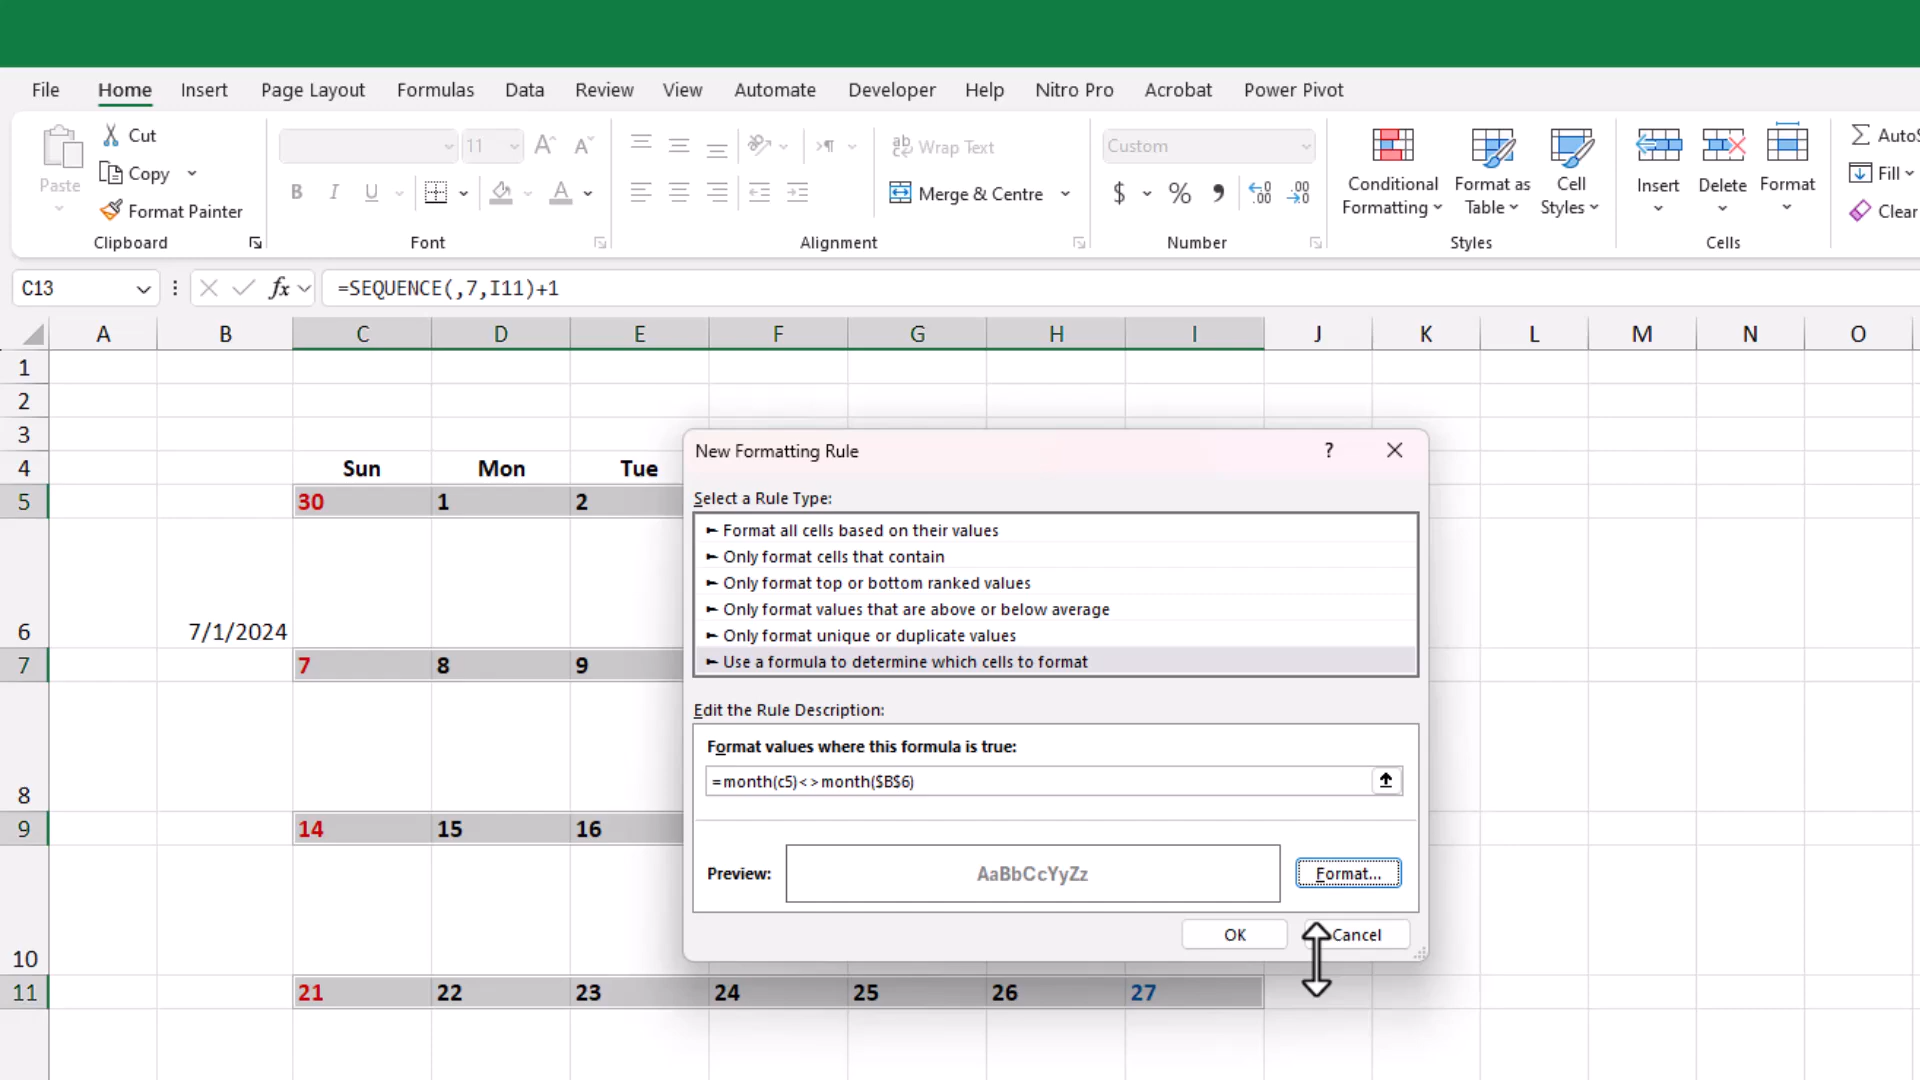 File Home Insert Page Layout Formulas Data Review View Automate Developer Help Nitro Pro Acrobat Power Pivot
Paste
Cut
Copy
Format Painter
Clipboard
11
B I U
Font
Wrap Text
Merge & Centre
Alignment
Custom
$ % ,
Number
Conditional Formatting
Format as Table
Cell Styles
Styles
Insert Delete Format
Cells
Fill
Clear
C13 fx =SEQUENCE(,7,I11)+1
A B C D E F G H I J K L M N O
1
2
3
4 Sun Mon Tue
5 30 1 2
6 7/1/2024
7 7 8 9
8
9 14 15 16
10
11 21 22 23 24 25 26 27
New Formatting Rule ?
Select a Rule Type:
► Format all cells based on their values
► Only format cells that contain
► Only format top or bottom ranked values
► Only format values that are above or below average
► Only format unique or duplicate values
► Use a formula to determine which cells to format
Edit the Rule Description:
Format values where this formula is true:
=month(c5)<>month($B$6)
Preview: AaBbCcYyZz Format...
OK Cancel